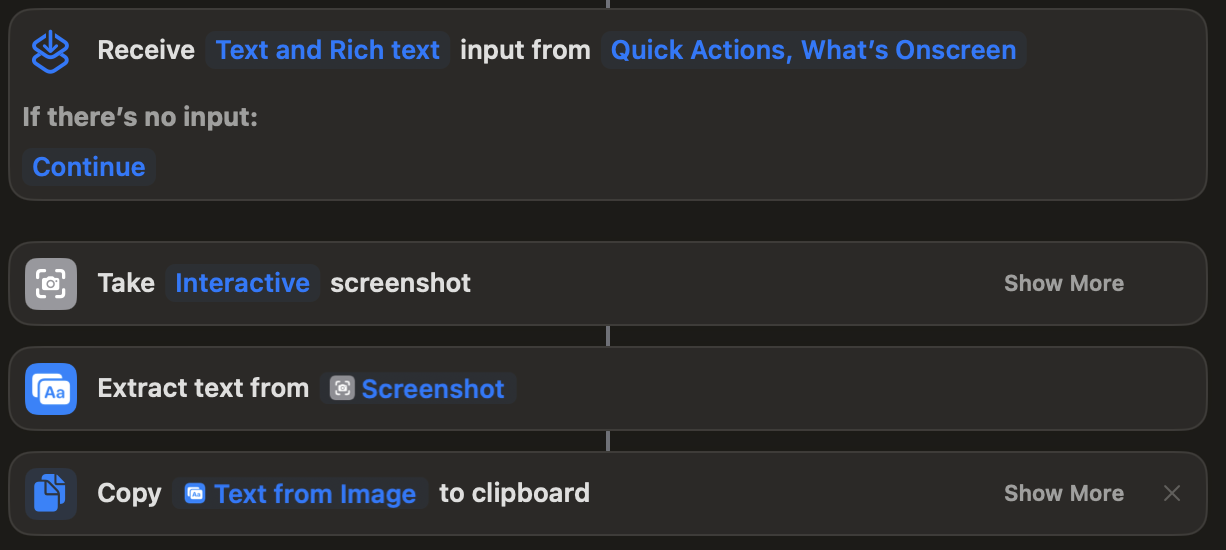 Receive Text and Rich text input from Quick Actions, What’s Onscreen
If there’s no input:
Continue
Take Interactive screenshot Show More
Aa Extract text from Screenshot
Copy Text from Image to clipboard Show More